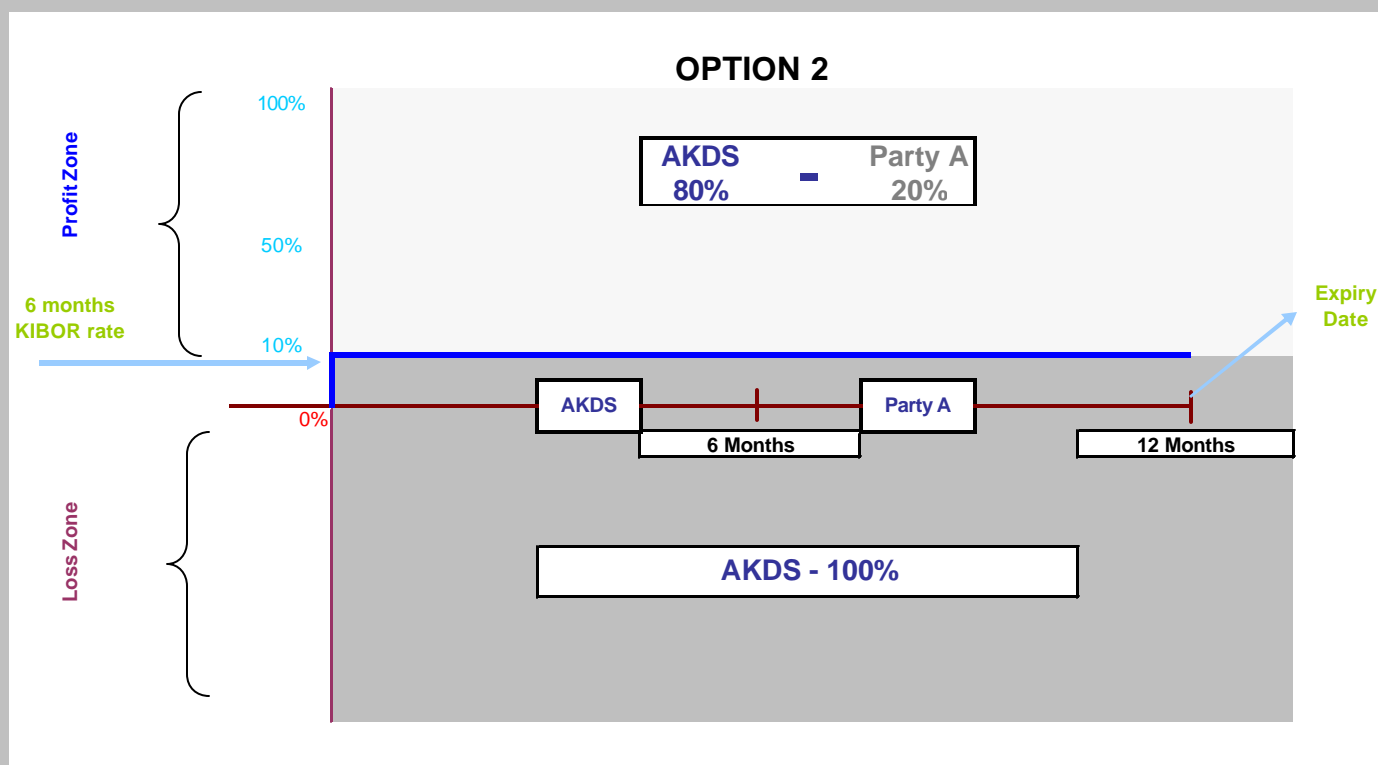 OPTION 2
100%
AKDS
80%
-
Party A
20%
Profit Zone
50%
6 months
KIBOR rate
10%
Expiry
Date
0%
AKDS
Party A
6 Months
12 Months
Loss Zone
AKDS - 100%